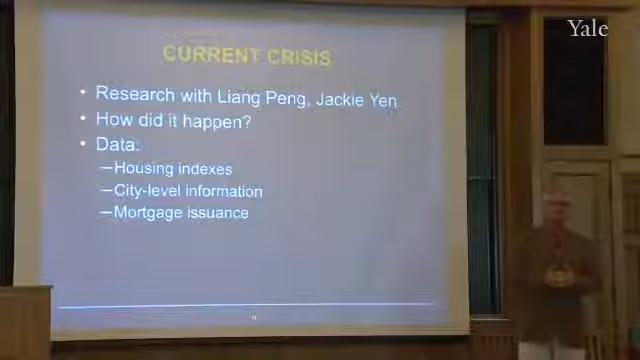 Yale
CURRENT CRISIS
• Research with Liang Peng, Jackie Yen
• How did it happen?
• Data:
–Housing indexes
–City-level information
–Mortgage issuance